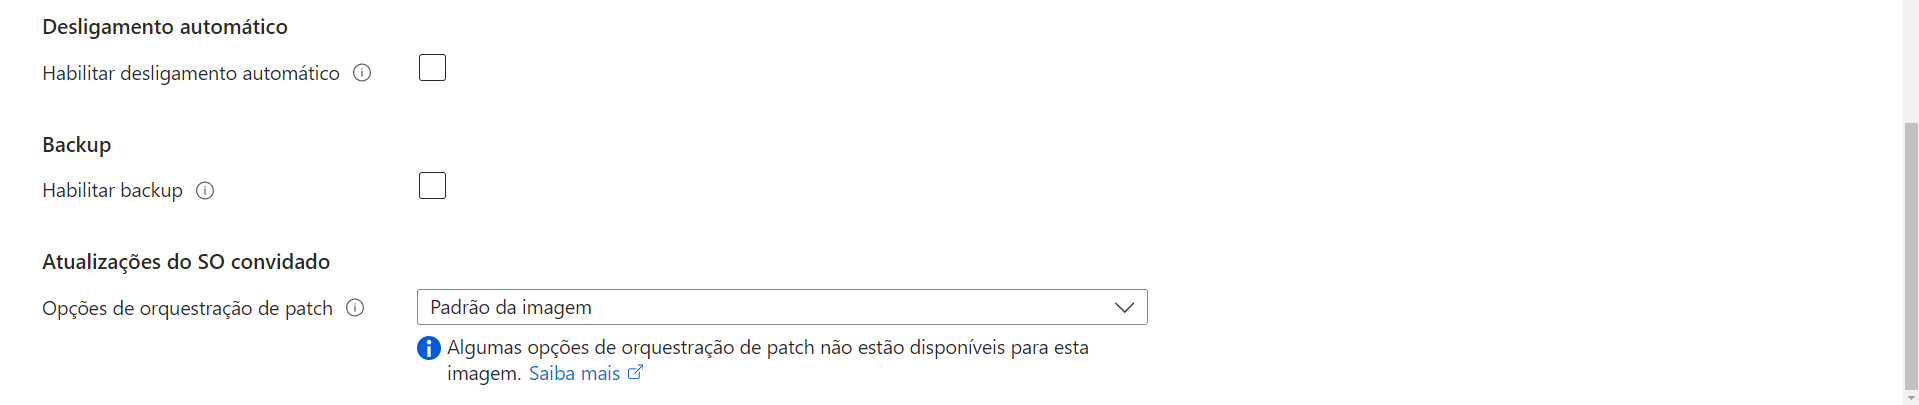 Desligamento automático
Habilitar desligamento automático
Backup
Habilitar backup
Atualizações do SO convidado
Opções de orquestração de patch
Padrão da imagem
Algumas opções de orquestração de patch não estão disponíveis para esta
imagem. Saiba mais